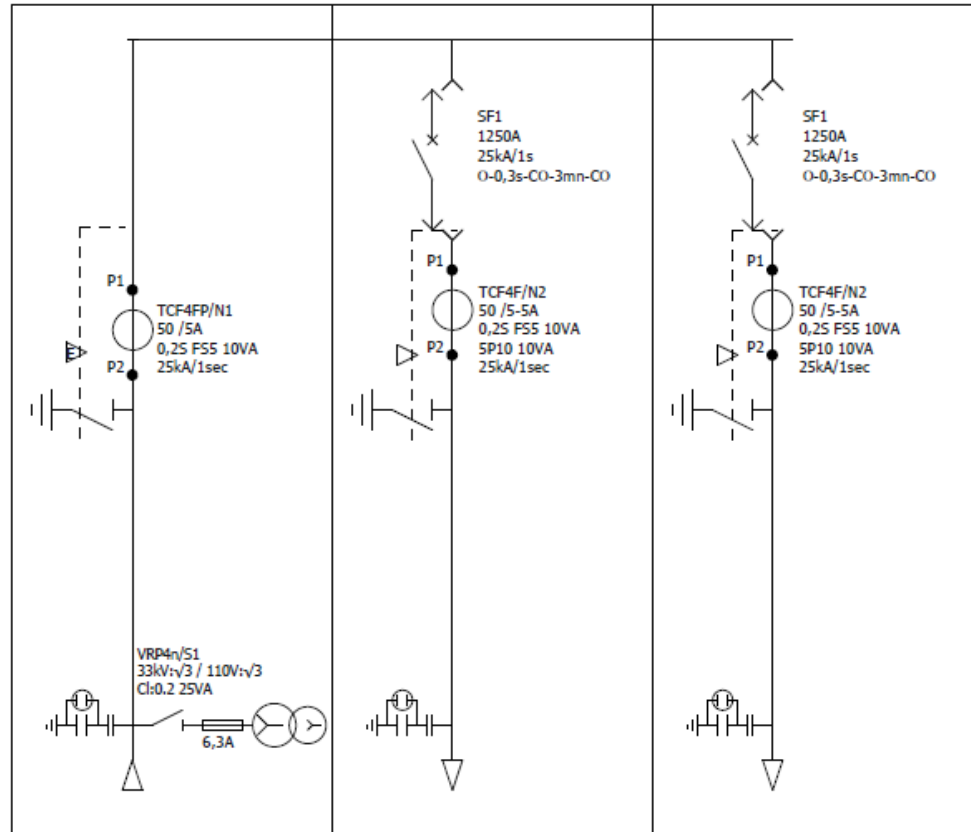 SF1
1250A
25kA/1s
O-0,3s-CO-3mn-CO
SF1
1250A
25kA/1s
O-0,3s-CO-3mn-CO
P1
TCF4FP/N1
50 /5A
0,2S FS5 10VA
25kA/1sec
E
P2
P1
TCF4F/N2
50 /5-5A
0,2S FS5 10VA
5P10 10VA
25kA/1sec
P2
P1
TCF4F/N2
50 /5-5A
0,2S FS5 10VA
5P10 10VA
25kA/1sec
P2
VRP4n/S1
33kV:√3 / 110V:√3
Cl:0.2 25VA
6,3A